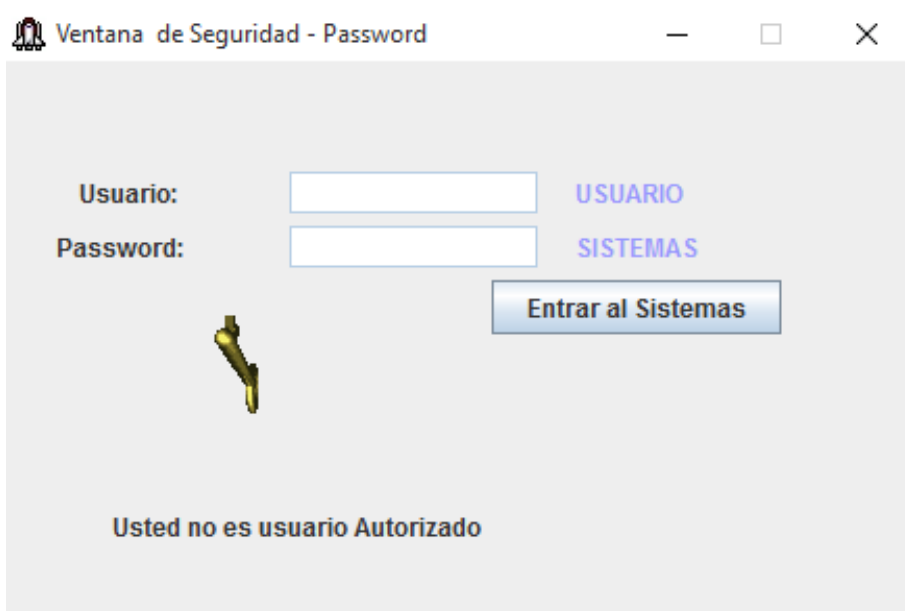 Ventana de Seguridad - Password
Usuario: USUARIO
Password: SISTEMAS
Entrar al Sistemas
Usted no es usuario Autorizado